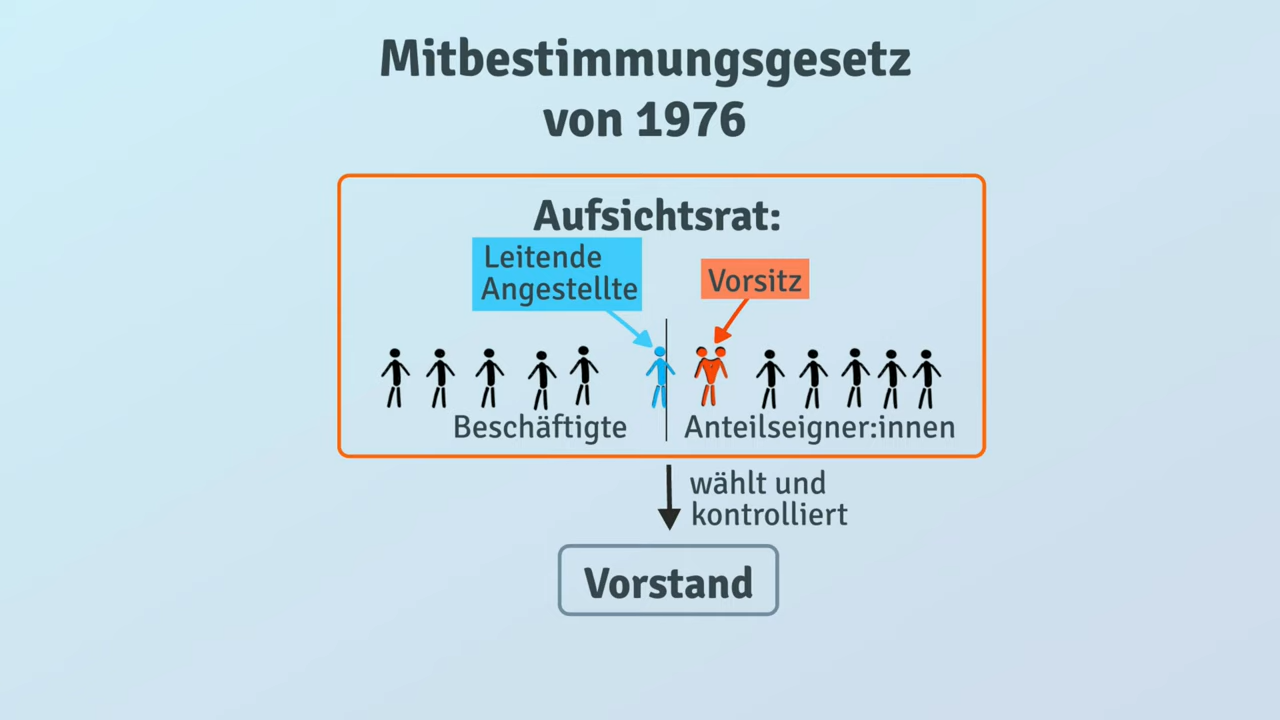 Mitbestimmungsgesetz
von 1976
Aufsichtsrat:
Leitende
Angestellte
Vorsitz
Beschäftigte
Anteilseigner:innen
wählt und
kontrolliert
Vorstand